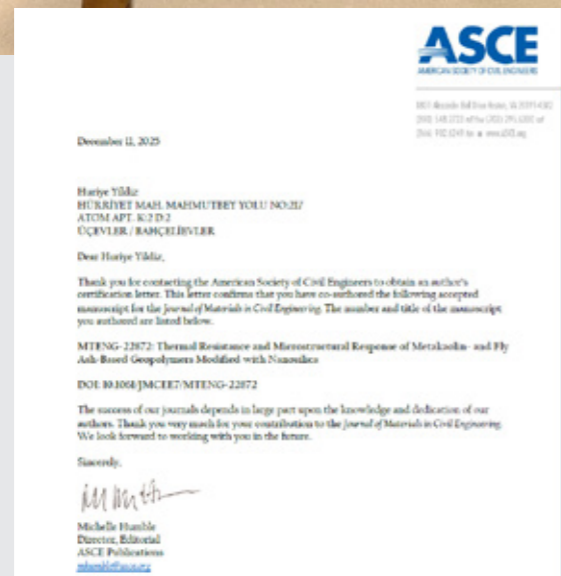 ASCE
AMERICAN SOCIETY OF CIVIL ENGINEERS
December 12, 2025
Huriye Yildiz
HÜRRİYET MAH. MAHMUTBEY YOLU NO:217
ATOM APT. K:2 D:2
ÜÇEVLER / BAHÇELİEVLER
Dear Huriye Yildiz,
Thank you for contacting the American Society of Civil Engineers to obtain an author's
certification letter. This letter confirms that you have co-authored the following accepted
manuscript for the Journal of Materials in Civil Engineering. The number and title of the manuscript
you authored are listed below.
MTENG-22872: Thermal Resistance and Microstructural Response of Metakaolin- and Fly
Ash-Based Geopolymers Modified with Nanosilica
DOI: 10.1061/JMCEE7/MTENG-22872
The success of our journals depends in large part upon the knowledge and dedication of our
authors. Thank you very much for your contribution to the Journal of Materials in Civil Engineering.
We look forward to working with you in the future.
Sincerely,
Michelle Humble
Director, Editorial
ASCE Publications